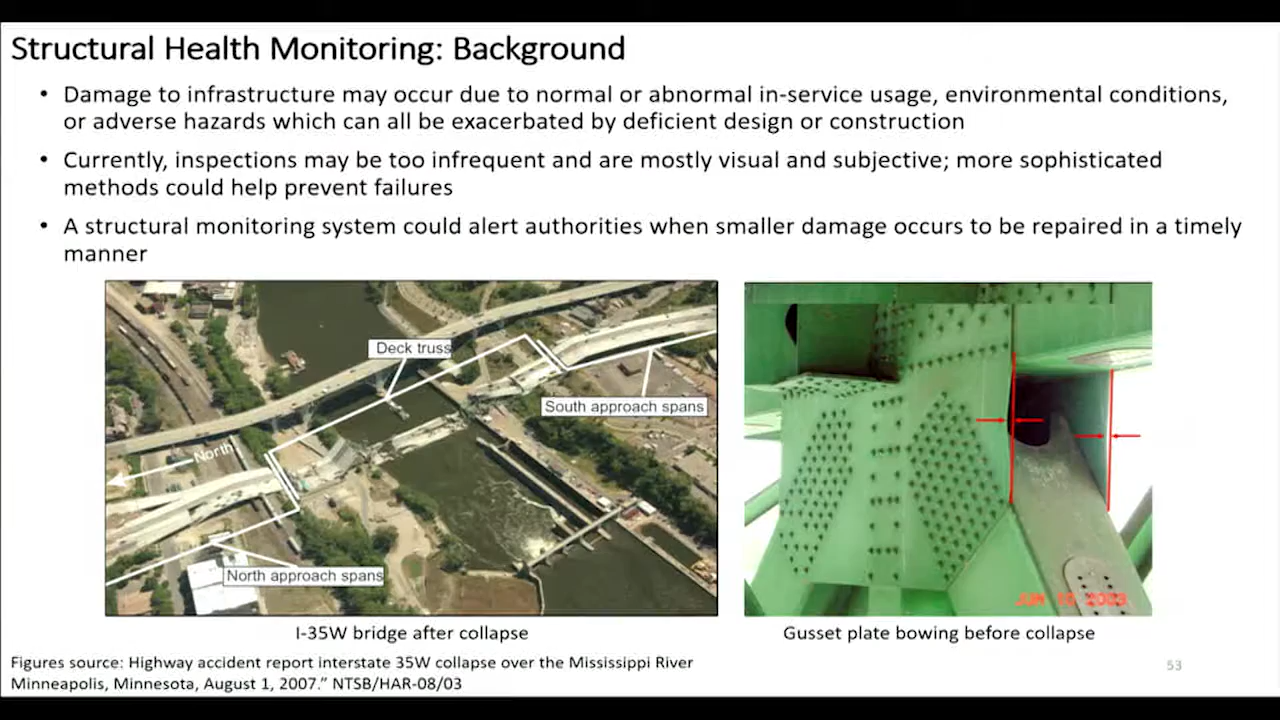 Structural Health Monitoring: Background
• Damage to infrastructure may occur due to normal or abnormal in-service usage, environmental conditions,
or adverse hazards which can all be exacerbated by deficient design or construction
• Currently, inspections may be too infrequent and are mostly visual and subjective; more sophisticated
methods could help prevent failures
• A structural monitoring system could alert authorities when smaller damage occurs to be repaired in a timely
manner
Deck truss
South approach spans
North
North approach spans
JUN 10 2003
I-35W bridge after collapse
Gusset plate bowing before collapse
Figures source: Highway accident report interstate 35W collapse over the Mississippi River
Minneapolis, Minnesota, August 1, 2007.” NTSB/HAR-08/03
53